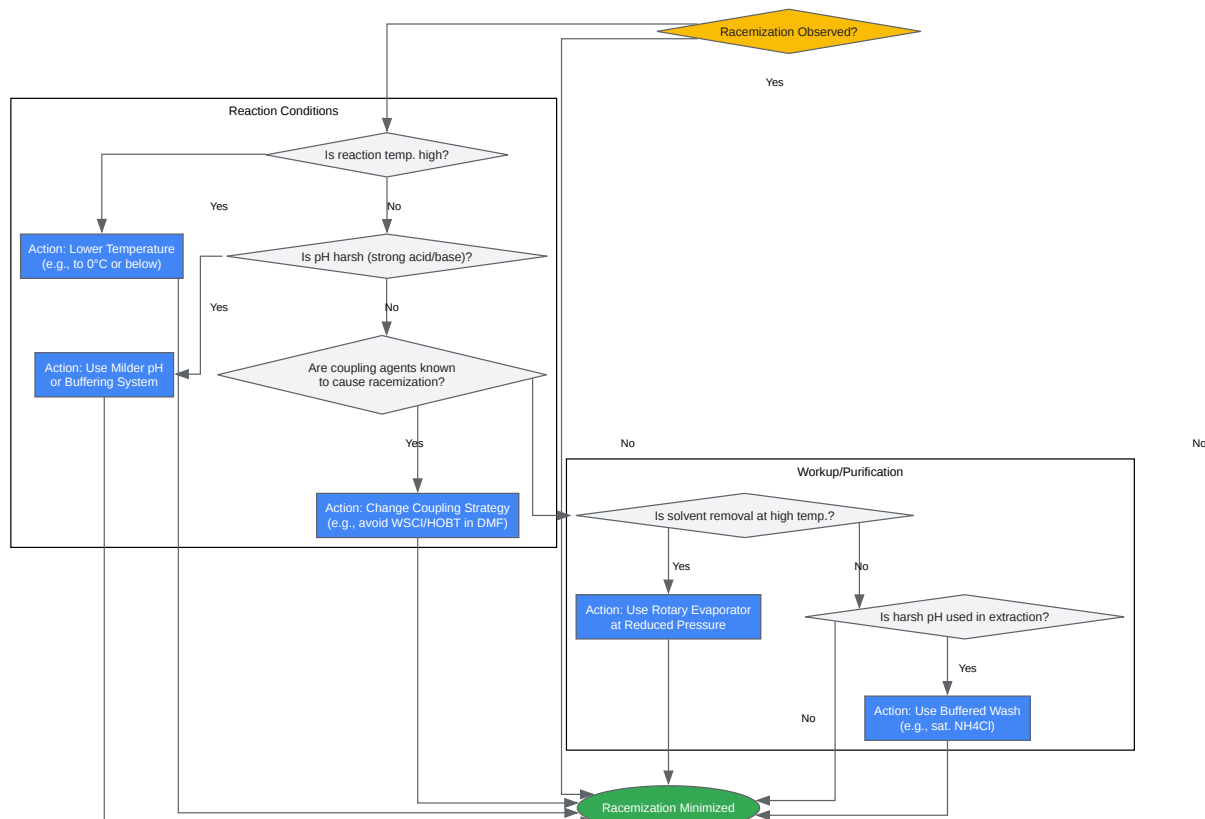 Racemization Observed?
Yes
Reaction Conditions
Is reaction temp. high?
Yes
No
Action: Lower Temperature
(e.g., to 0°C or below)
Is pH harsh (strong acid/base)?
Yes
No
Action: Use Milder pH
or Buffering System
Are coupling agents known
to cause racemization?
Yes
No
No
Workup/Purification
Action: Change Coupling Strategy
(e.g., avoid WSCI/HOBT in DMF)
Is solvent removal at high temp.?
Yes
No
Action: Use Rotary Evaporator
at Reduced Pressure
Is harsh pH used in extraction?
Yes
No
Action: Use Buffered Wash
(e.g., sat. NH4Cl)
Racemization Minimized